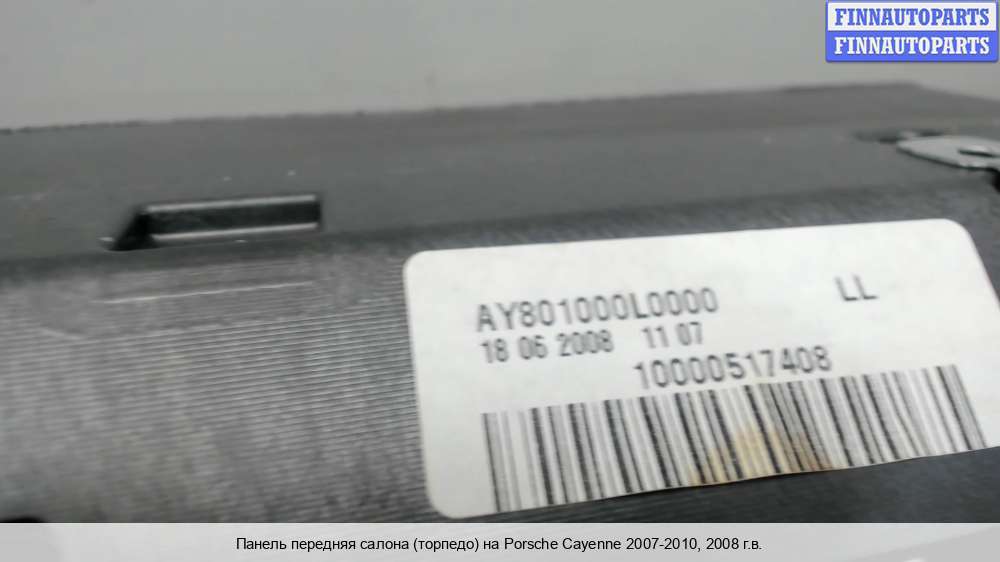 FINNAUTOPARTS
FINNAUTOPARTS
AY801000L0000 LL
18 06 2008 11 07
10000517408
Панель передняя салона (торпедо) на Porsche Cayenne 2007-2010, 2008 г.в.